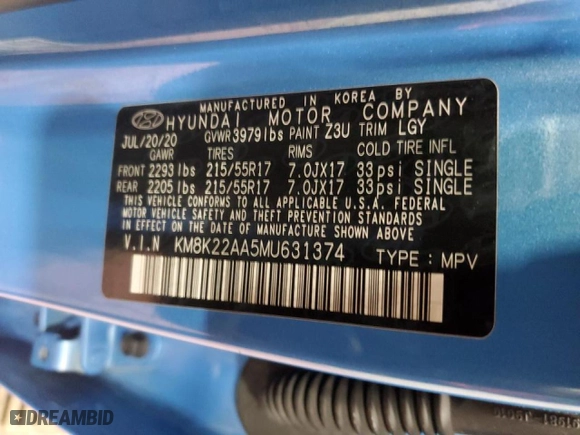 MANUFACTURED IN KOREA BY
HYUNDAI MOTOR COMPANY
JUL/20/20 GVWR 3979lbs PAINT Z3U TRIM LGY
GAWR TIRES RIMS COLD TIRE INFL
FRONT 2293lbs 215/55R17 7.0JX17 33psi SINGLE
REAR 2205lbs 215/55R17 7.0JX17 33psi SINGLE
THIS VEHICLE CONFORMS TO ALL APPLICABLE U.S.A. FEDERAL
MOTOR VEHICLE SAFETY AND THEFT PREVENTION STANDARDS
IN EFFECT ON THE DATE OF MANUFACTURE SHOWN ABOVE.
V.I.N KM8K22AA5MU631374 TYPE : MPV
DREAMBID